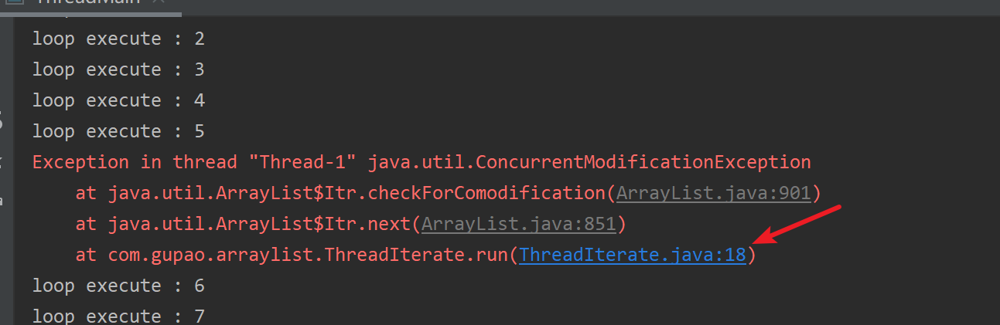 ThreadMain ×
loop execute : 2
loop execute : 3
loop execute : 4
loop execute : 5
Exception in thread "Thread-1" java.util.ConcurrentModificationException
    at java.util.ArrayList$Itr.checkForComodification(ArrayList.java:901)
    at java.util.ArrayList$Itr.next(ArrayList.java:851)
    at com.gupao.arraylist.ThreadIterate.run(ThreadIterate.java:18)
loop execute : 6
loop execute : 7